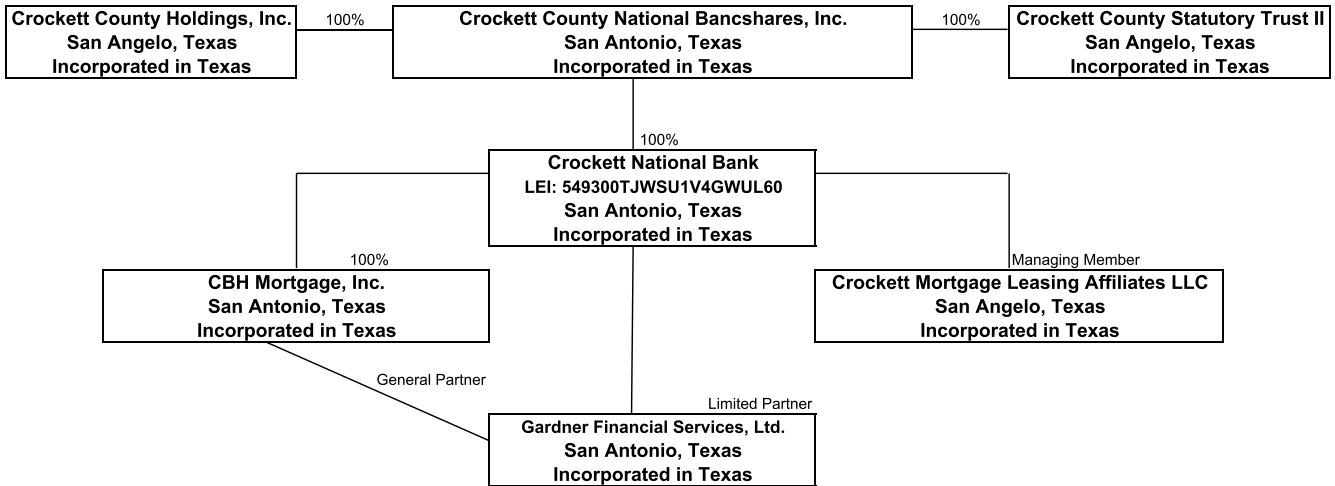 Crockett County Holdings, Inc.
San Angelo, Texas
Incorporated in Texas
100%
Crockett County National Bancshares, Inc.
San Antonio, Texas
Incorporated in Texas
100%
Crockett County Statutory Trust II
San Angelo, Texas
Incorporated in Texas
100%
Crockett National Bank
LEI: 549300TJWSU1V4GWUL60
San Antonio, Texas
Incorporated in Texas
100%
CBH Mortgage, Inc.
San Antonio, Texas
Incorporated in Texas
Managing Member
Crockett Mortgage Leasing Affiliates LLC
San Angelo, Texas
Incorporated in Texas
General Partner
Limited Partner
Gardner Financial Services, Ltd.
San Antonio, Texas
Incorporated in Texas